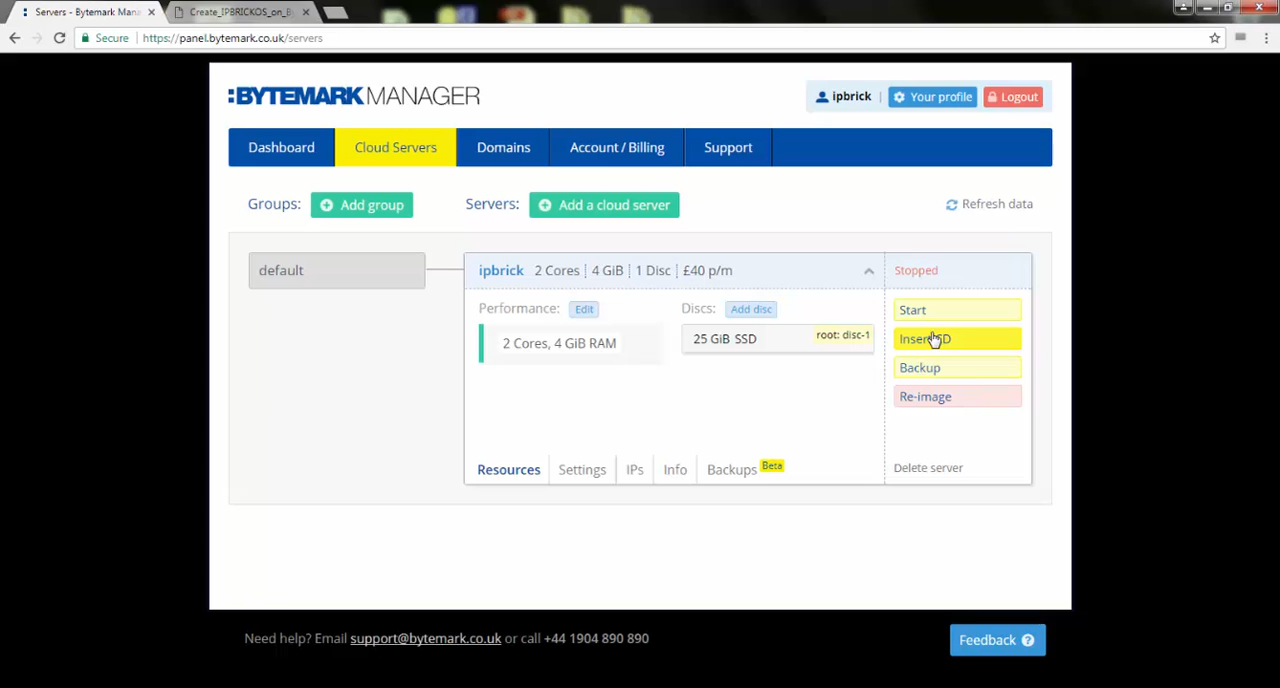 Servers - Bytemark Mana
Create_IPBRICKOS_on_B
Secure https://panel.bytemark.co.uk/servers
:BYTEMARK MANAGER
ipbrick Your profile Logout
Dashboard Cloud Servers Domains Account / Billing Support
Groups: Add group Servers: Add a cloud server Refresh data
default
ipbrick 2 Cores 4 GiB 1 Disc £40 p/m
Stopped
Performance: Edit
Discs: Add disc
2 Cores, 4 GiB RAM
25 GiB SSD root: disc-1
Start
Backup
Re-image
Resources Settings IPs Info Backups Beta
Delete server
Need help? Email support@bytemark.co.uk or call +44 1904 890 890
Feedback ?